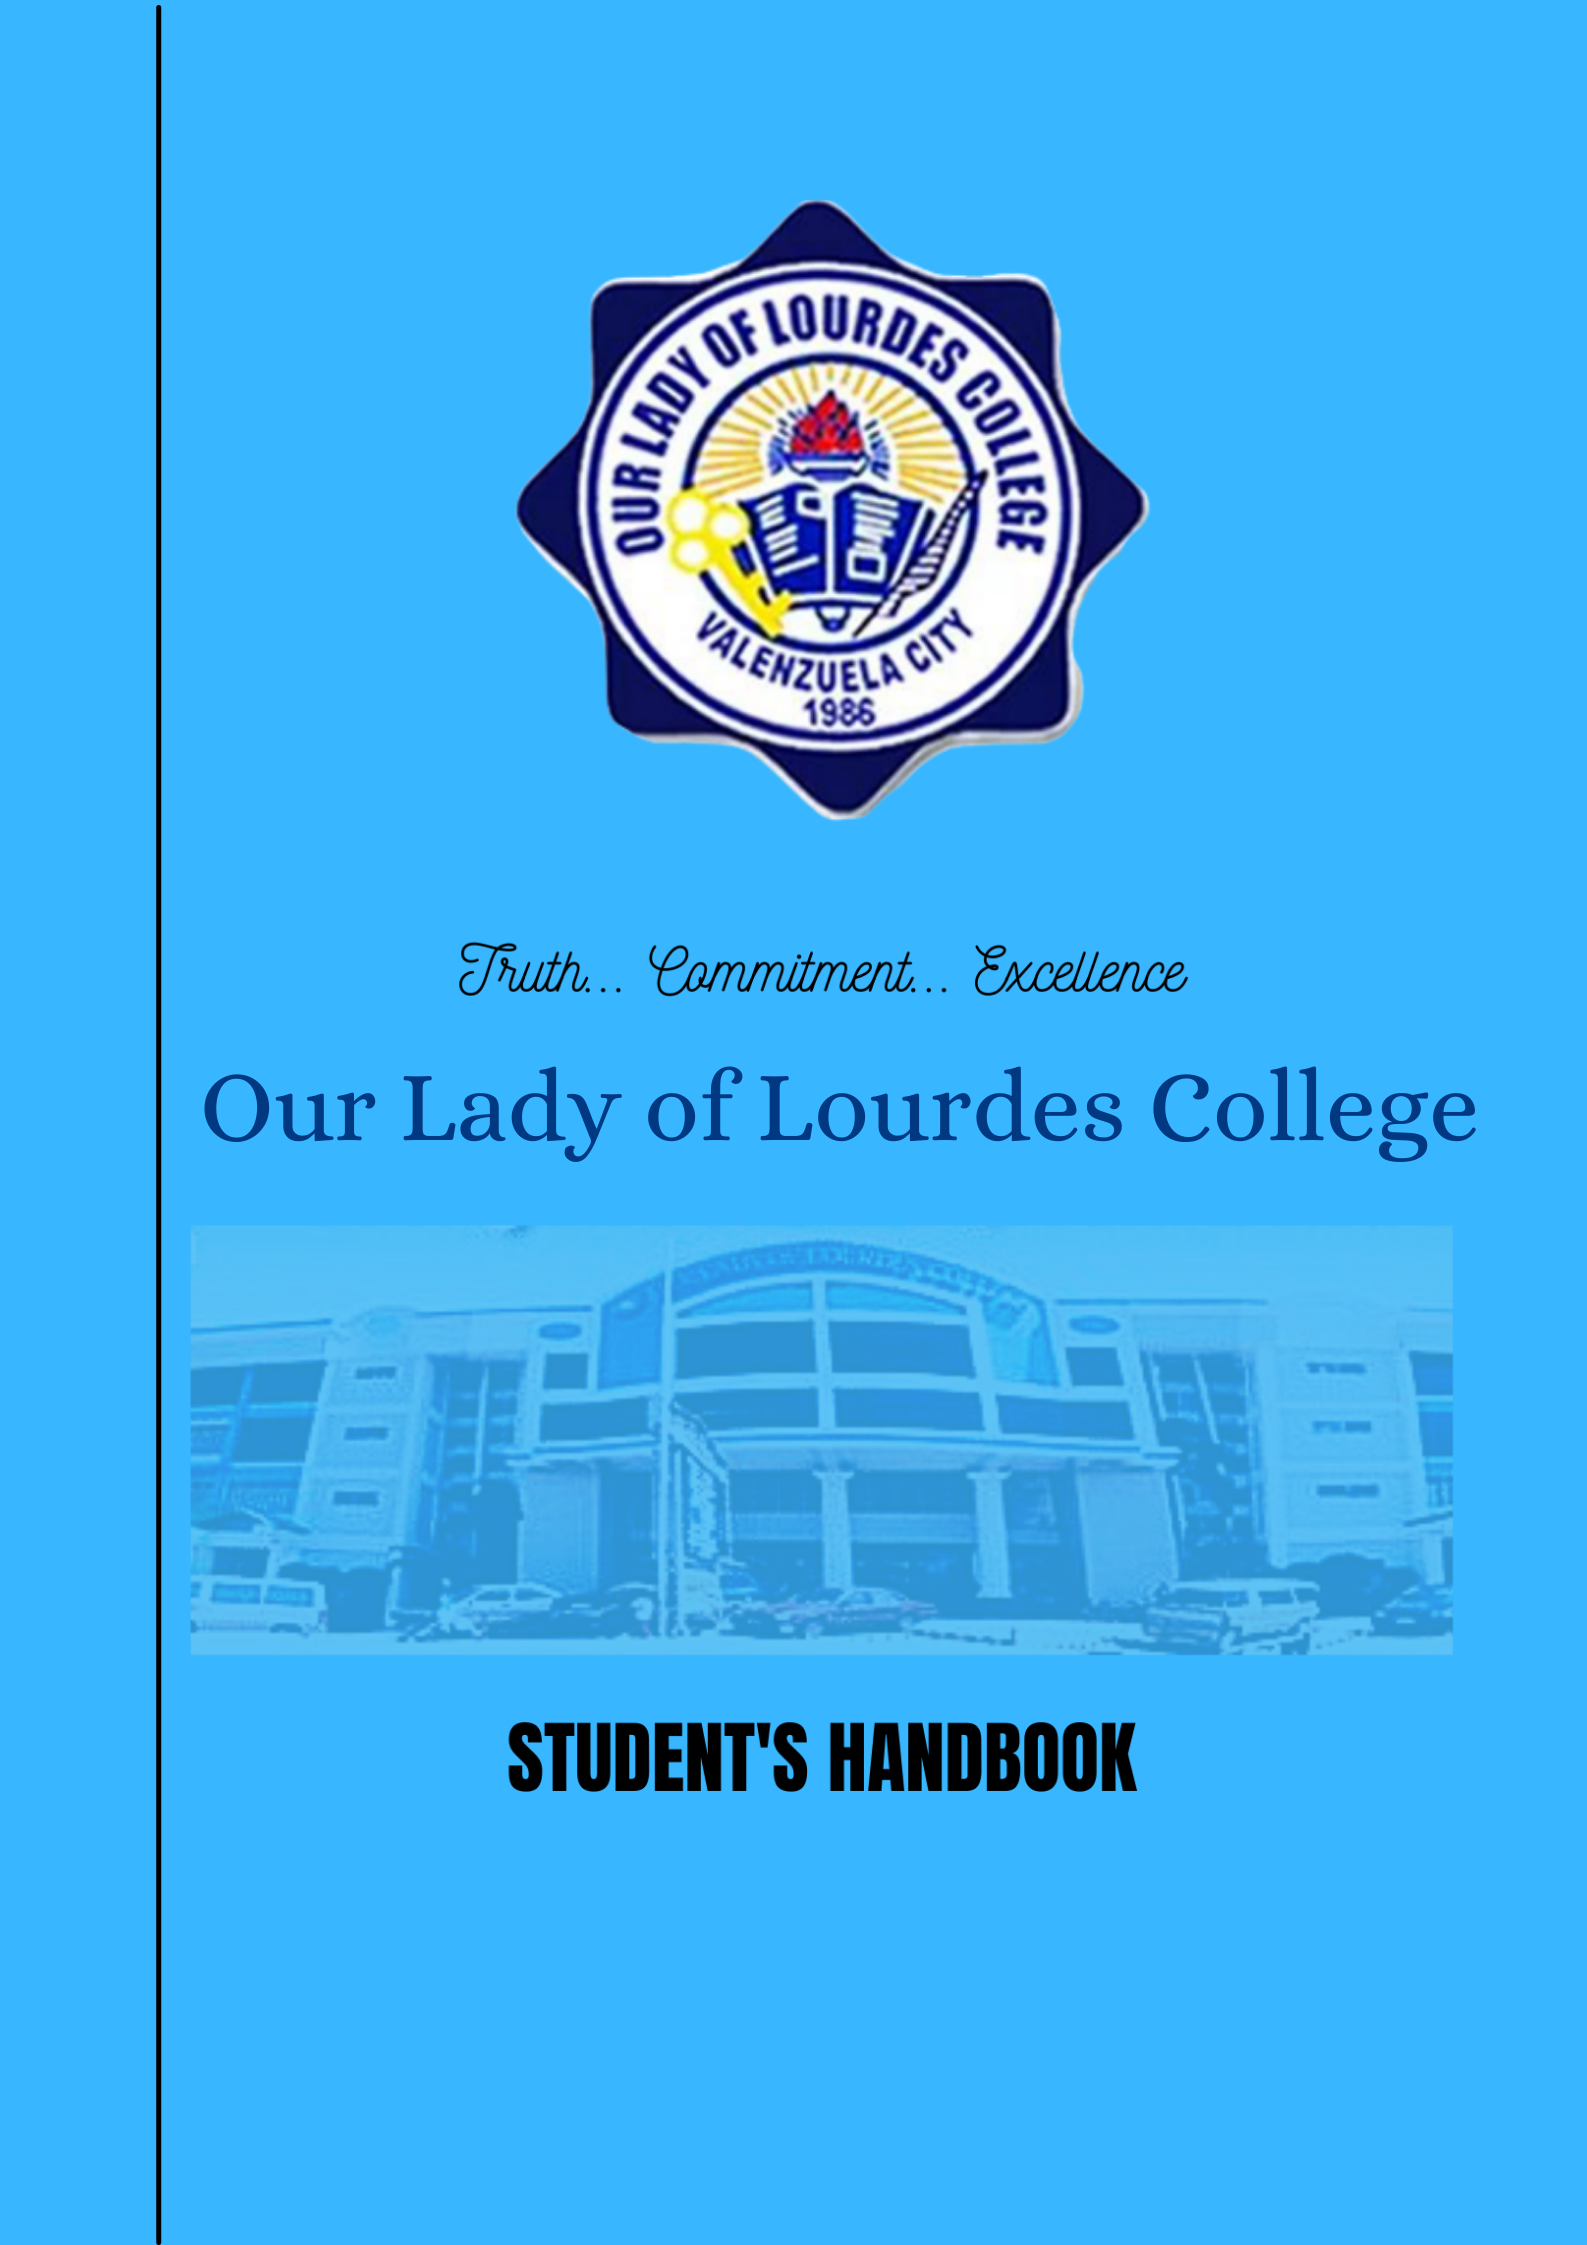 OUR LADY OF LOURDES COLLEGE
VALENZUELA CITY
1986
Truth... Commitment... Excellence
Our Lady of Lourdes College
STUDENT'S HANDBOOK